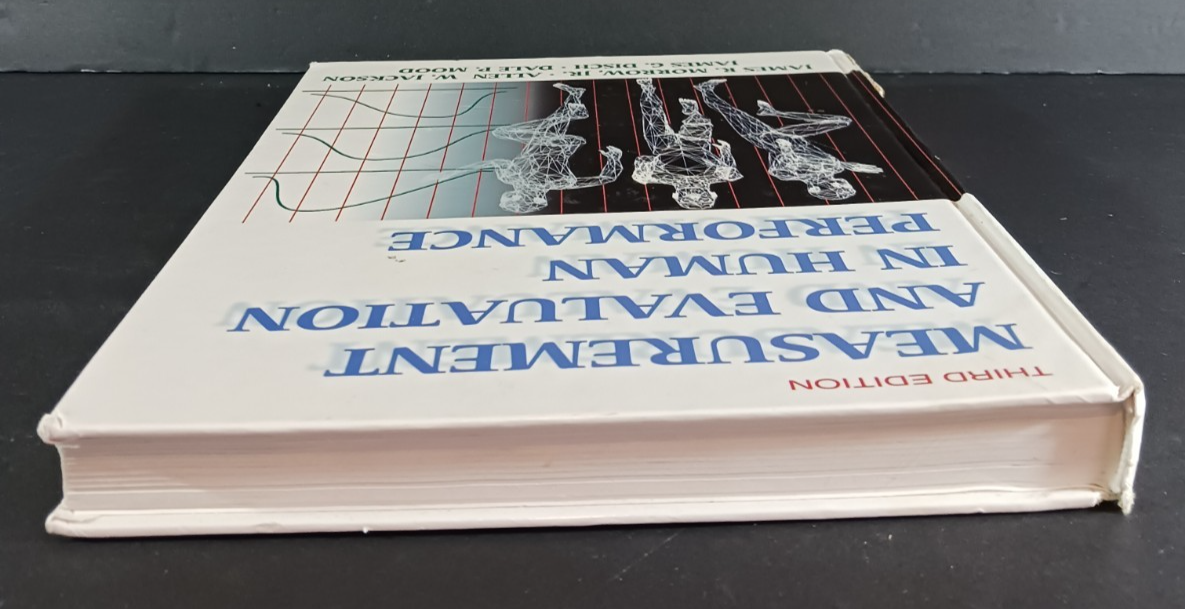 THIRD EDITION
MEASUREMENT
AND EVALUATION
IN HUMAN
PERFORMANCE
JAMES R. MORROW, JR. · ALLEN W. JACKSON
JAMES G. DISCH · DALE P. MOOD